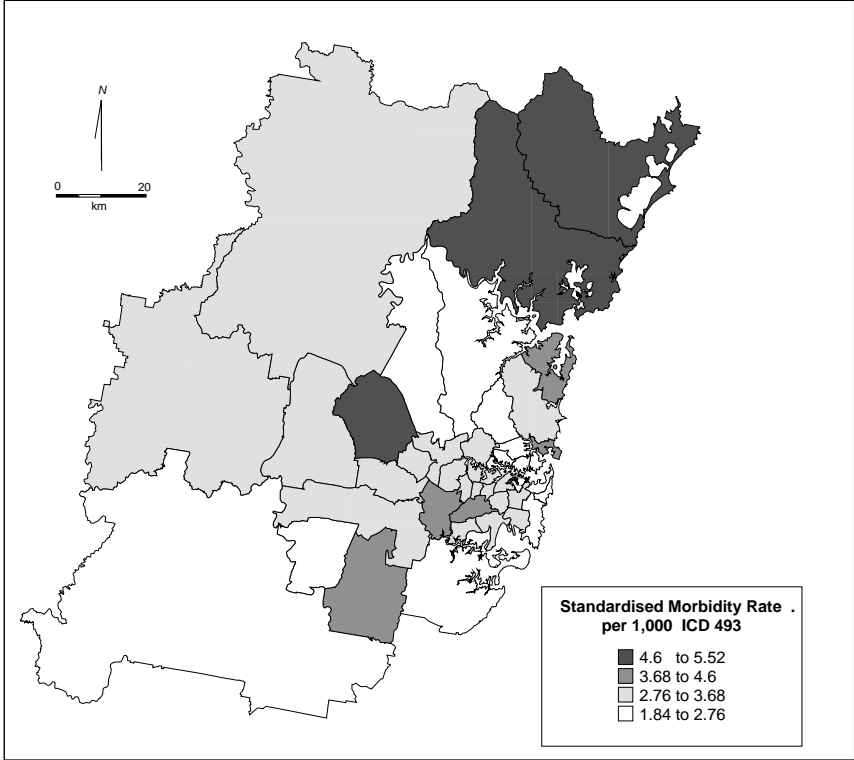 N
0 20
km
Standardised Morbidity Rate .
per 1,000 ICD 493
4.6 to 5.52
3.68 to 4.6
2.76 to 3.68
1.84 to 2.76